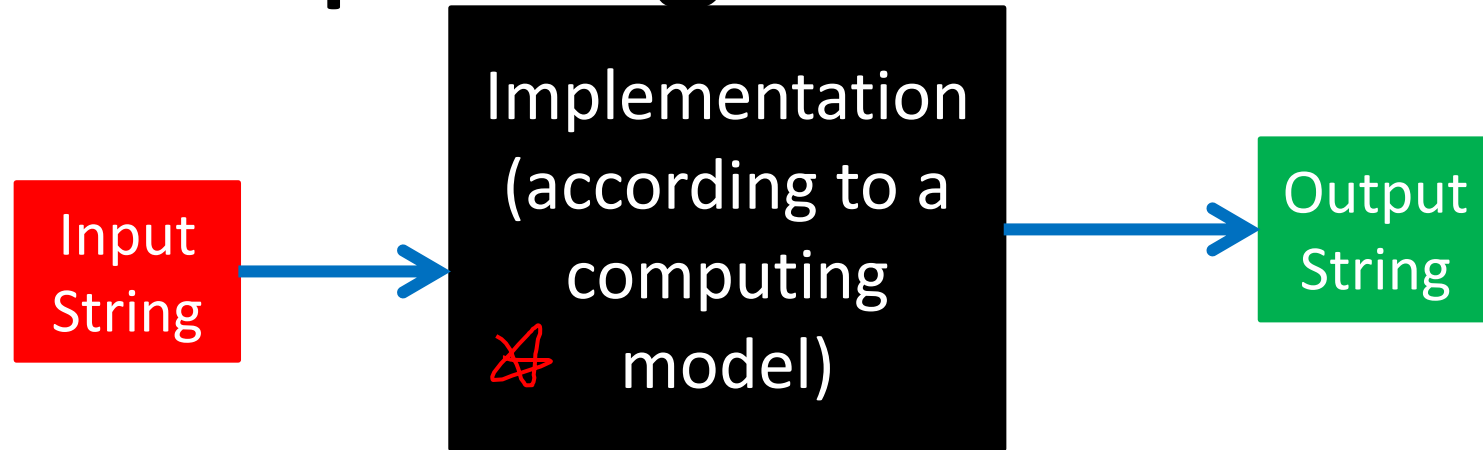 Input
String
Implementation
(according to a
computing
model)
Output
String